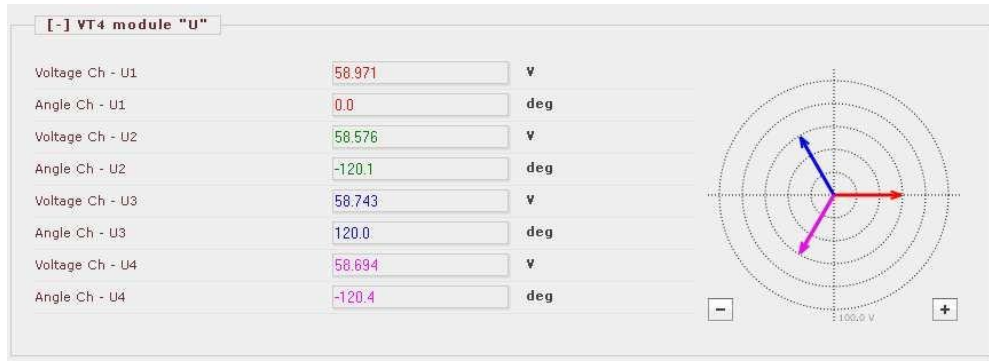 [-] VT4 module "U"
Voltage Ch - U1 58.971 V
Angle Ch - U1 0.0 deg
Voltage Ch - U2 58.576 V
Angle Ch - U2 -120.1 deg
Voltage Ch - U3 58.743 V
Angle Ch - U3 120.0 deg
Voltage Ch - U4 58.694 V
Angle Ch - U4 -120.4 deg
- +
100.0 V